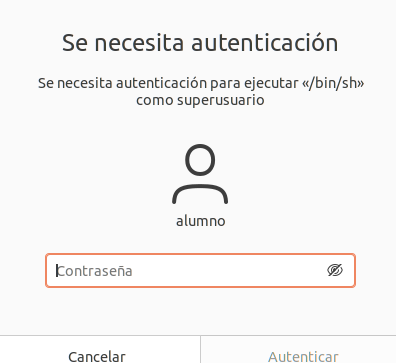 Se necesita autenticación
Se necesita autenticación para ejecutar «/bin/sh»
como superusuario
alumno
Contraseña
Cancelar
Autenticar